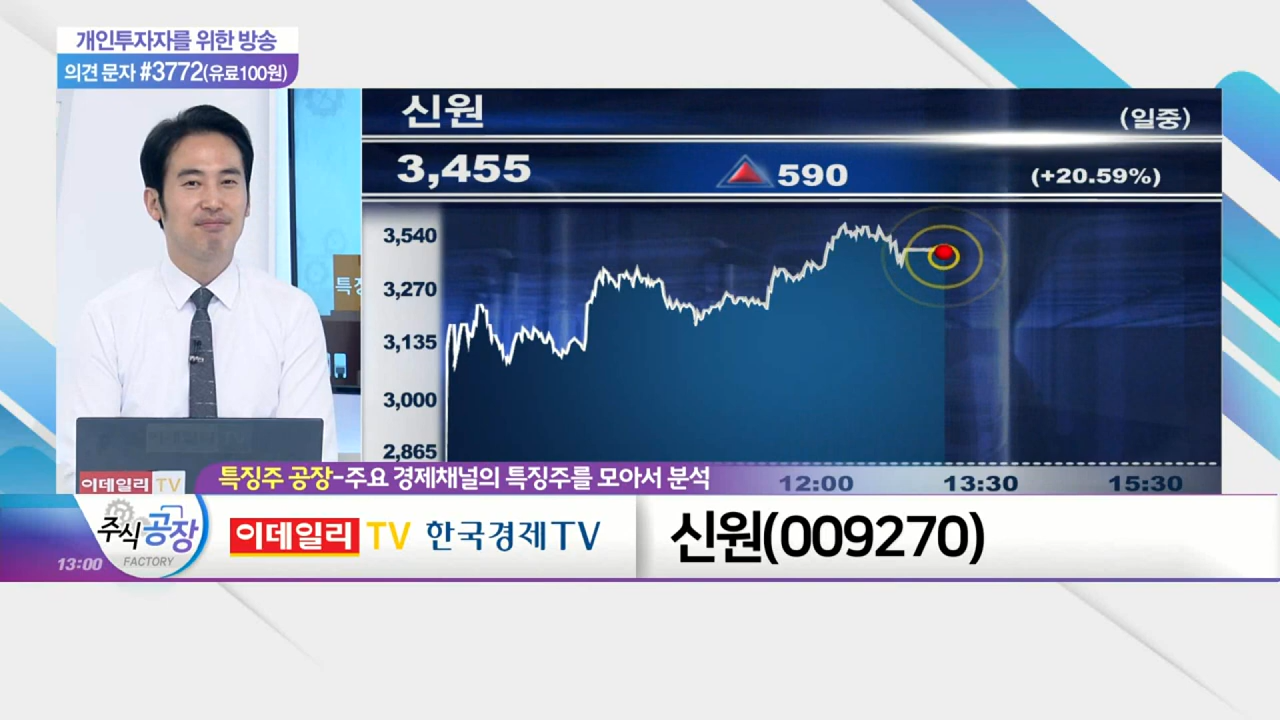 개인투자자를 위한 방송
의견 문자 #3772(유료100원)
신원
(일중)
3,455
590
(+20.59%)
3,540
3,270
3,135
3,000
2,865
12:00
13:30
15:30
특징
이데일리 TV
특징주 공장-주요 경제채널의 특징주를 모아서 분석
주식공장
FACTORY
13:00
이데일리 TV 한국경제TV
신원(009270)